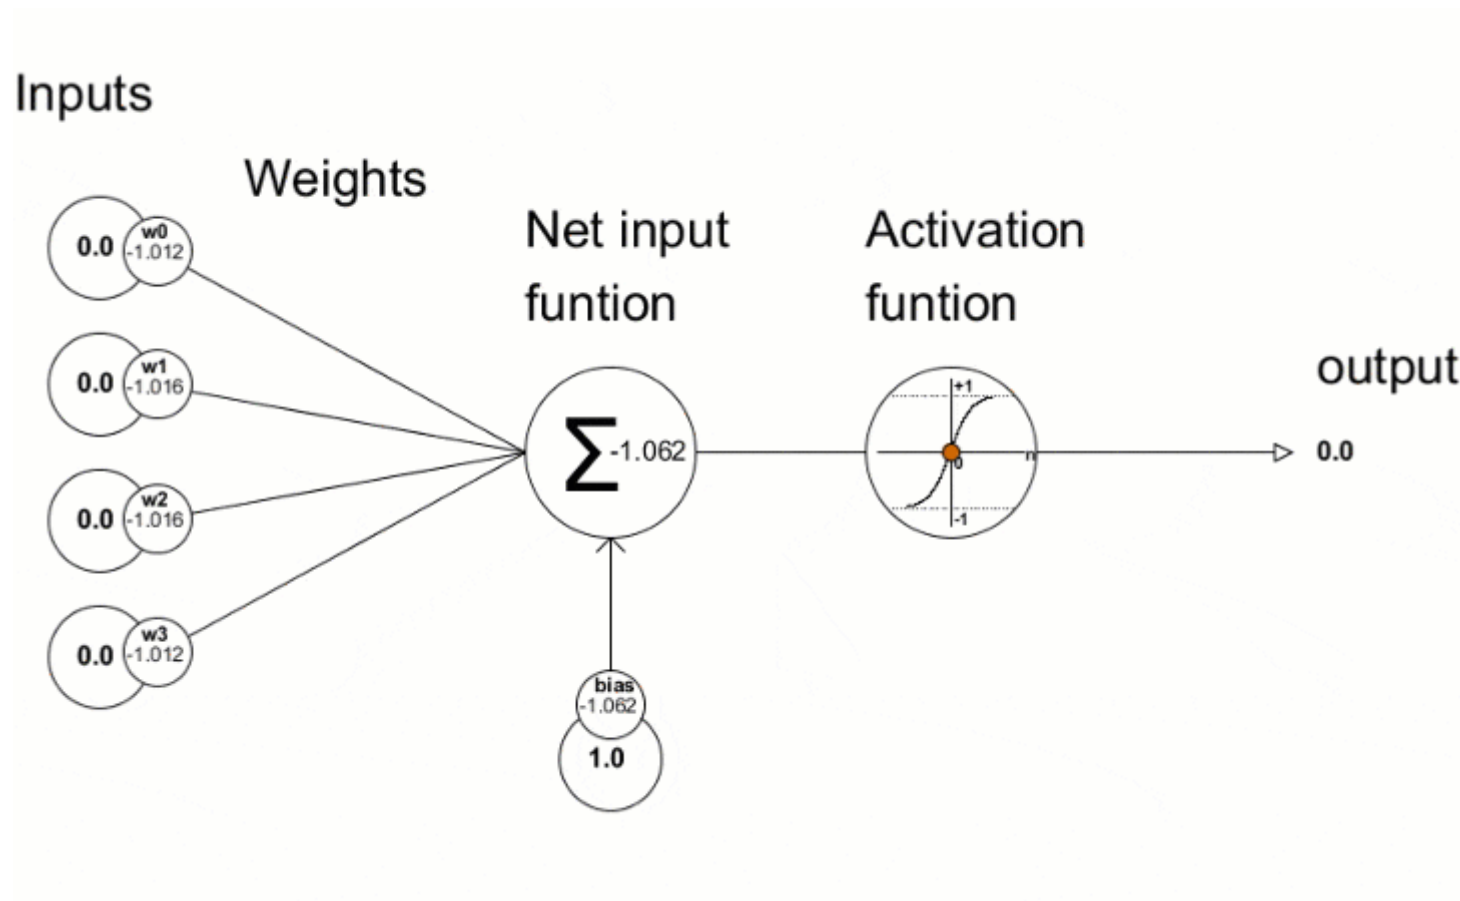 Inputs
Weights
Net input
funtion
Activation
funtion
output
0.0
w0
-1.012
0.0
w1
-1.016
0.0
w2
-1.016
0.0
w3
-1.012
Σ -1.062
+1
0
n
-1
0.0
bias
-1.062
1.0